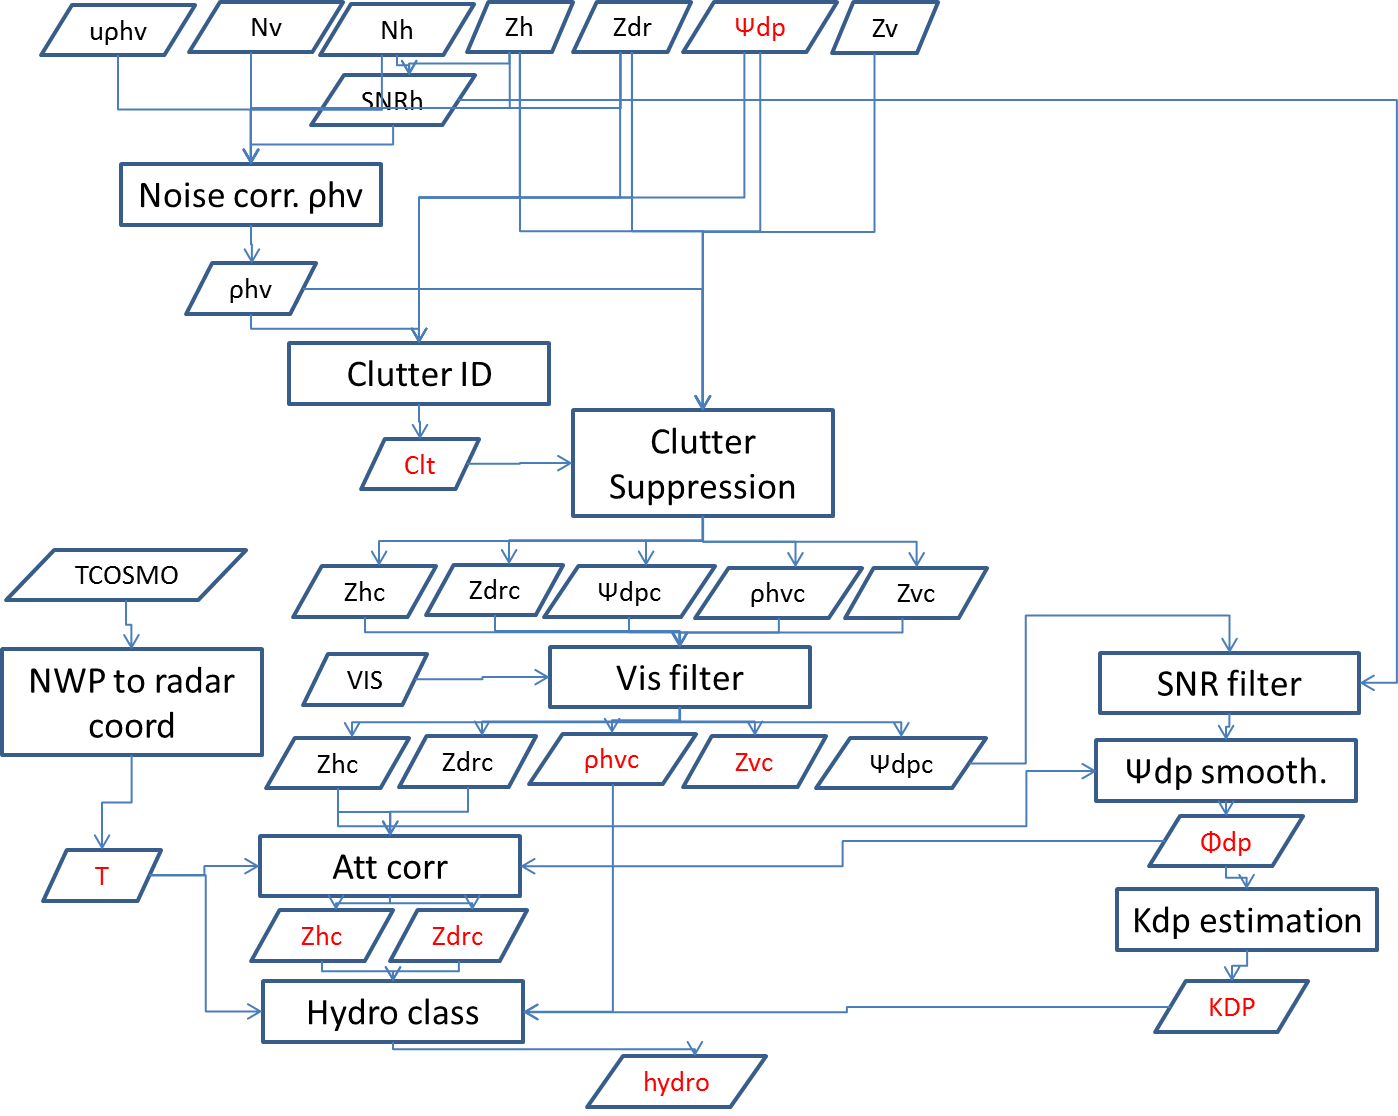 uρhv
Nv
Nh
Zh
Zdr
Ψdp
Zv
SNRh
Noise corr. ρhv
ρhv
Clutter ID
Clt
Clutter
Suppression
TCOSMO
Zhc
Zdrc
Ψdpc
ρhvc
Zvc
NWP to radar
coord
VIS
Vis filter
SNR filter
Zhc
Zdrc
ρhvc
Zvc
Ψdpc
Ψdp smooth.
T
Att corr
Φdp
Zhc
Zdrc
Kdp estimation
Hydro class
KDP
hydro